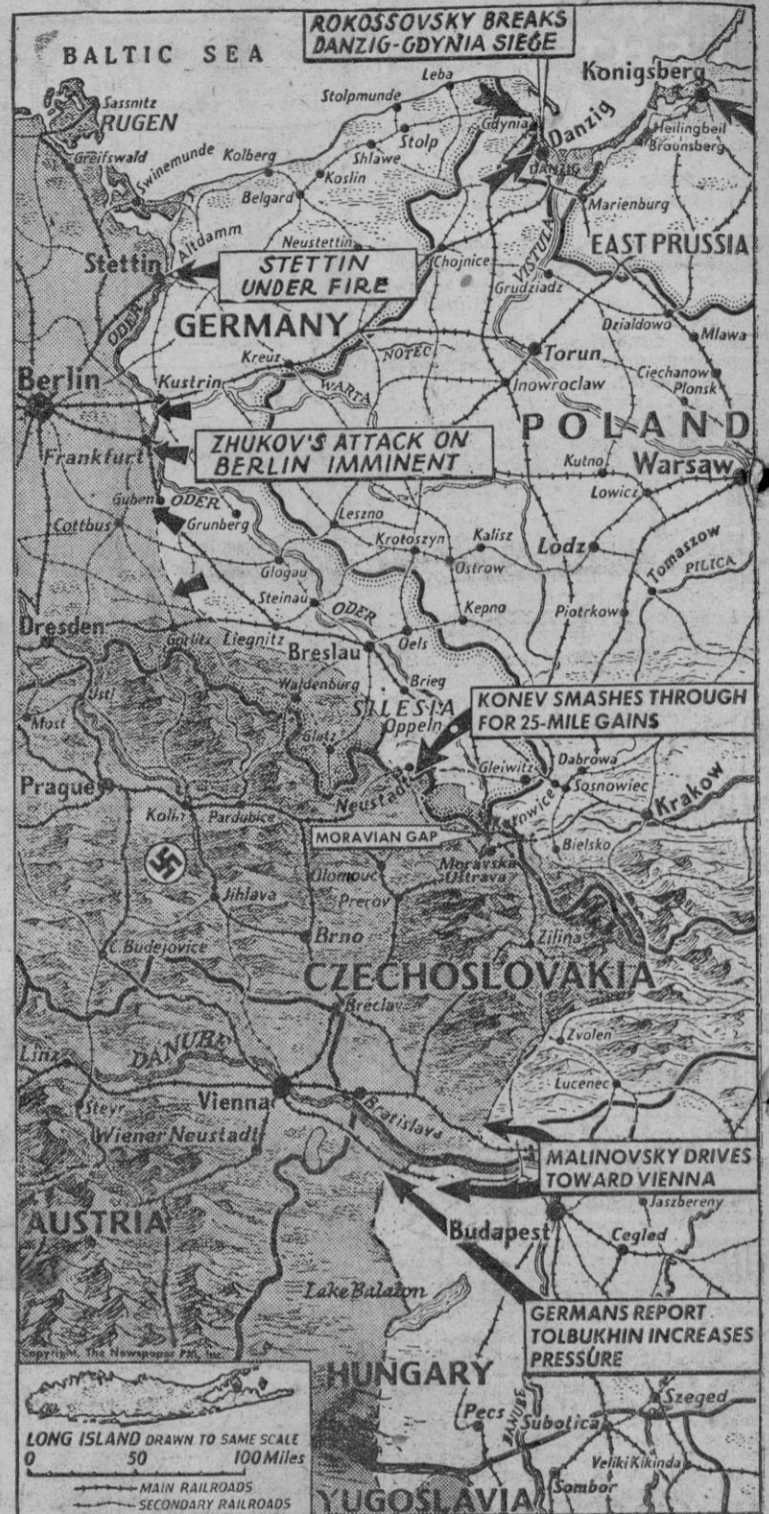 ROKOSSOVSKY BREAKS
DANZIG-GDYNIA SIEGE
BALTIC SEA
Leba
Konigsberg
Sassnitz
RUGEN
Stolpmunde
Gdynia
Danzig
Heilingbeil
Braunsberg
Greifswald
Swinemunde
Kolberg
Stolp
Shlawe
Koslin
DANZIG
Belgard
Marienburg
Altdamm
Neustettin
EAST PRUSSIA
Stettin
STETTIN
UNDER FIRE
Chojnice
VISTULA
Grudziadz
ODER
GERMANY
Dzialdowo
Mlawa
Kreuz
NOTEC
Torun
Ciechanow
Plonsk
Berlin
Kustrin
WARTA
Inowroclaw
POLAND
Frankfurt
ZHUKOV'S ATTACK ON
BERLIN IMMINENT
Kutno
Warsaw
Lowicz
Guben
ODER
Cottbus
Grunberg
Leszno
Krotoszyn
Kalisz
Lodz
Tomaszow
PILICA
Glogau
Ostrow
Steinau
ODER
Kepno
Piotrkow
Dresden
Gorlitz
Liegnitz
Breslau
Oels
Waldenburg
Brieg
Usti
SILESIA
Most
Oppeln
KONEV SMASHES THROUGH
FOR 25-MILE GAINS
Glatz
Gleiwitz
Dabrowa
Prague
Neustadt
Sosnowiec
Katowice
Krakow
Pardubice
MORAVIAN GAP
Bielsko
Moravska
Ostrava
Olomouc
Jihlava
Prerov
Brno
Zilina
C. Budejovice
CZECHOSLOVAKIA
Breclav
Zvolen
DANUBE
Linz
Lucenec
Vienna
Bratislava
Steyr
Wiener Neustadt
MALINOVSKY DRIVES
TOWARD VIENNA
AUSTRIA
Jaszbereny
Budapest
Cegled
Lake Balaton
GERMANS REPORT
TOLBUKHIN INCREASES
PRESSURE
Copyright, The Newspaper PM, Inc.
HUNGARY
Szeged
Pecs
DANUBE
Subotica
LONG ISLAND DRAWN TO SAME SCALE
0 50 100 Miles
Veliki Kikinda
Sombor
MAIN RAILROADS
SECONDARY RAILROADS
YUGOSLAVIA